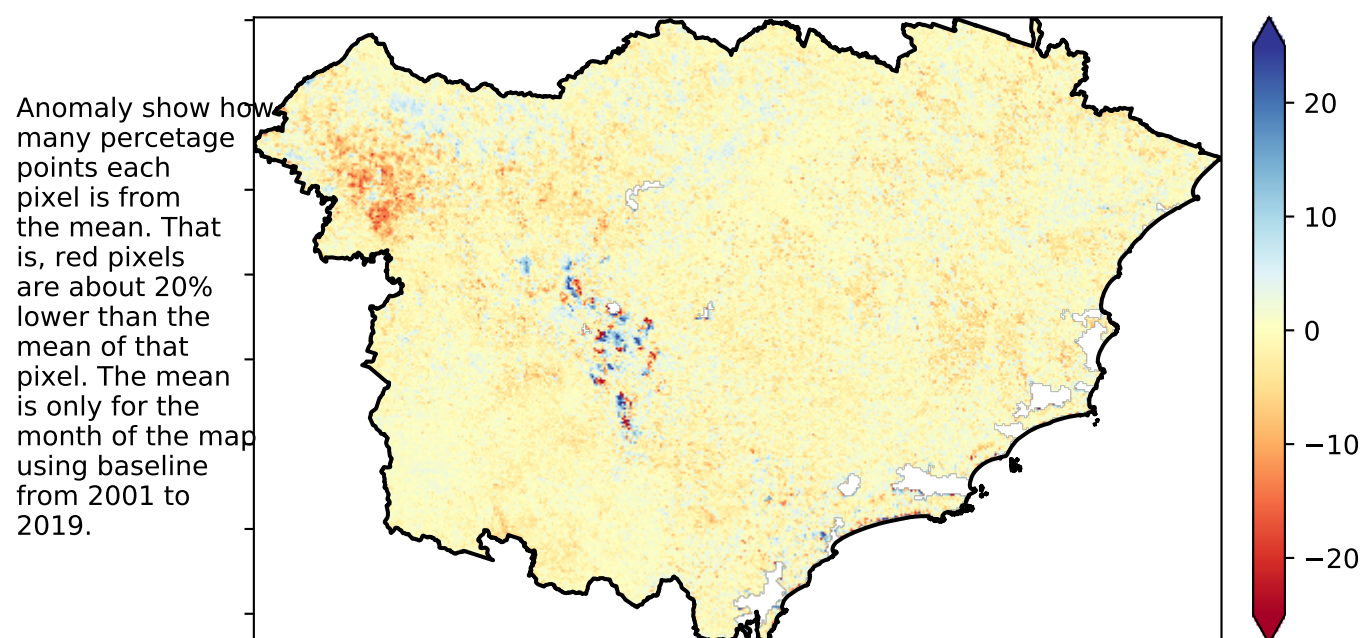 Anomaly show how
many percetage
points each
pixel is from
the mean. That
is, red pixels
are about 20%
lower than the
mean of that
pixel. The mean
is only for the
month of the map
using baseline
from 2001 to
2019.
20
10
0
−10
−20